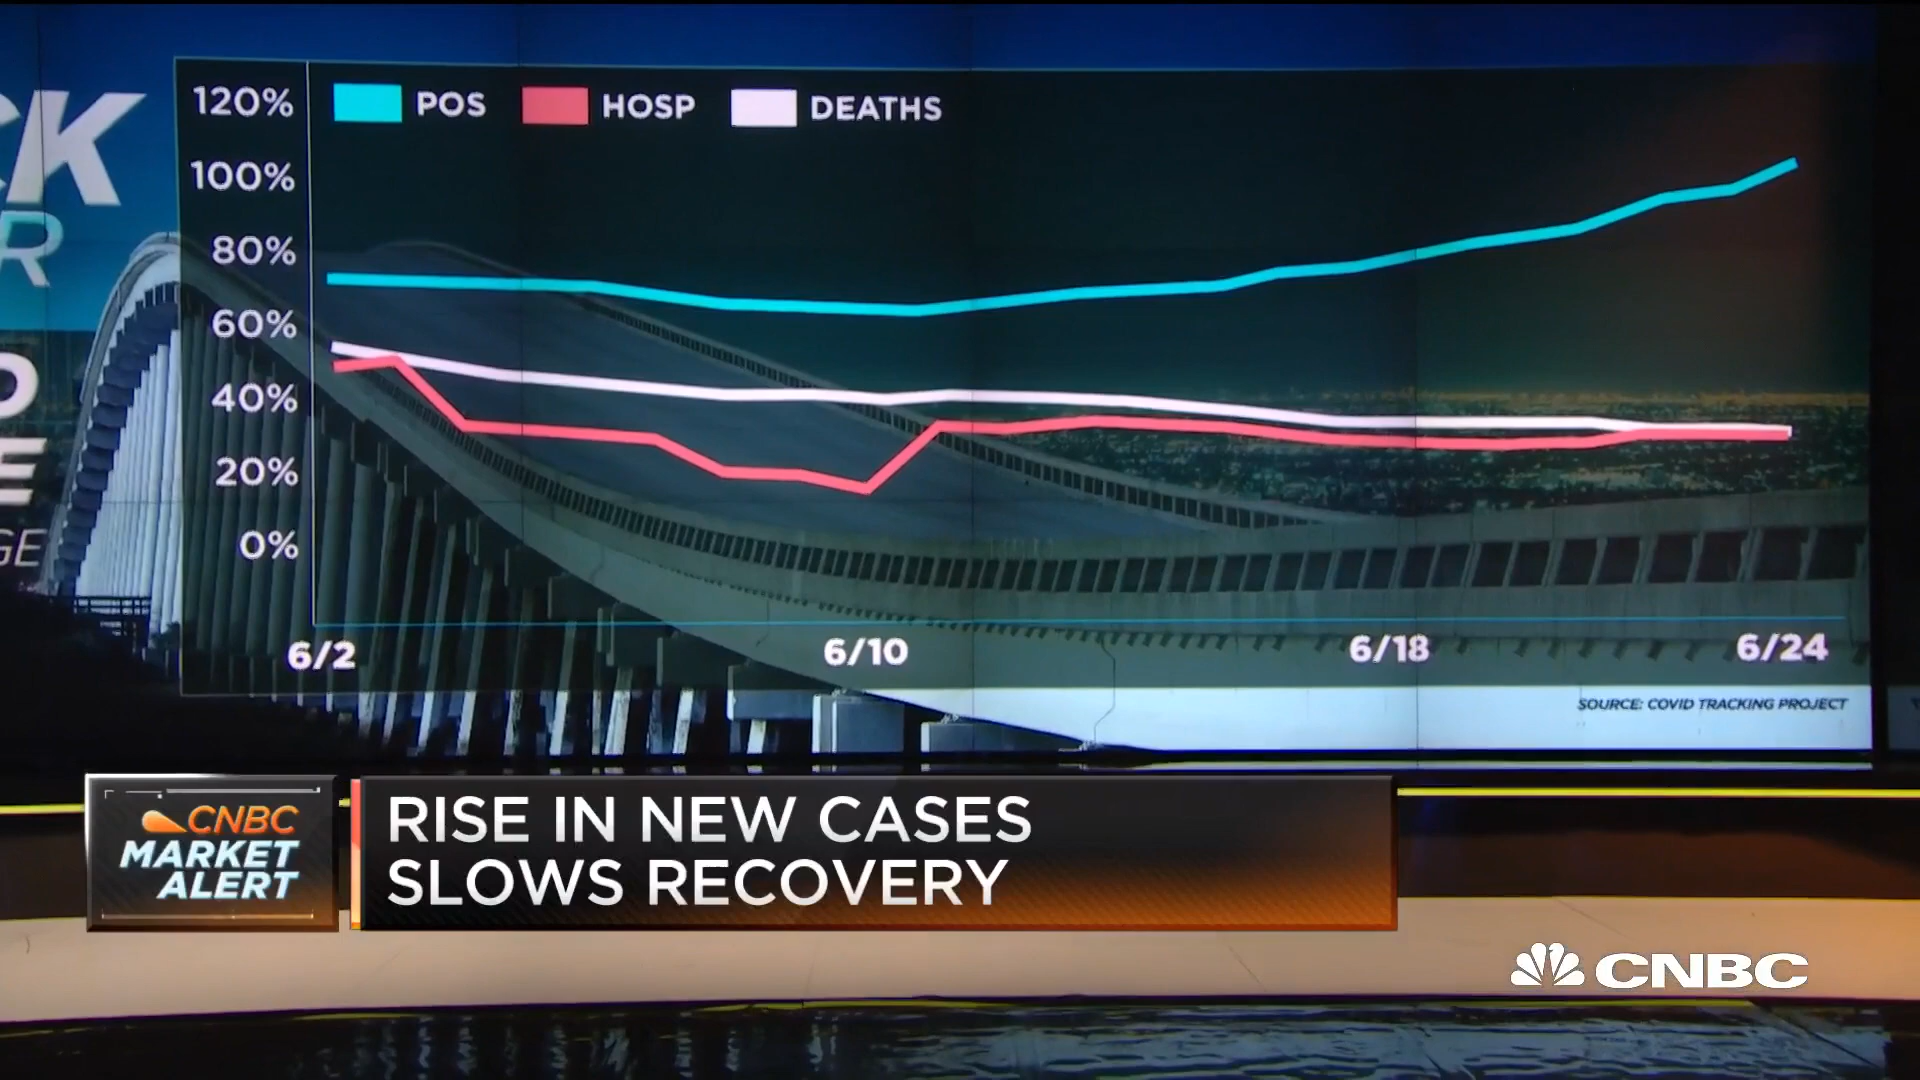 120%
POS
HOSP
DEATHS
100%
80%
60%
40%
20%
0%
6/2
6/10
6/18
6/24
SOURCE: COVID TRACKING PROJECT
CNBC
MARKET
ALERT
RISE IN NEW CASES
SLOWS RECOVERY
CNBC